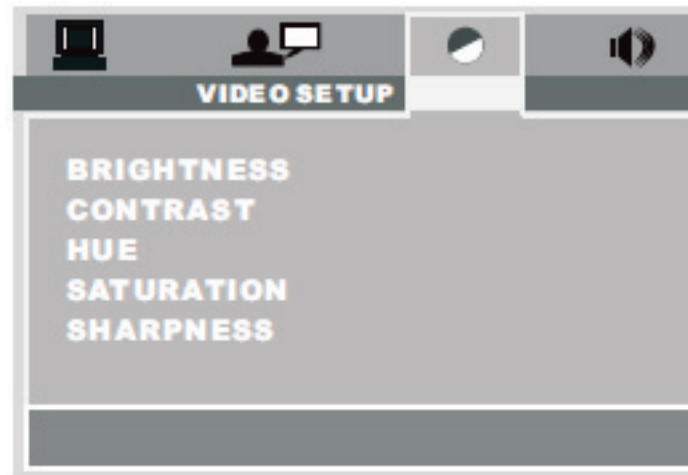 VIDEO SETUP
BRIGHTNESS
CONTRAST
HUE
SATURATION
SHARPNESS